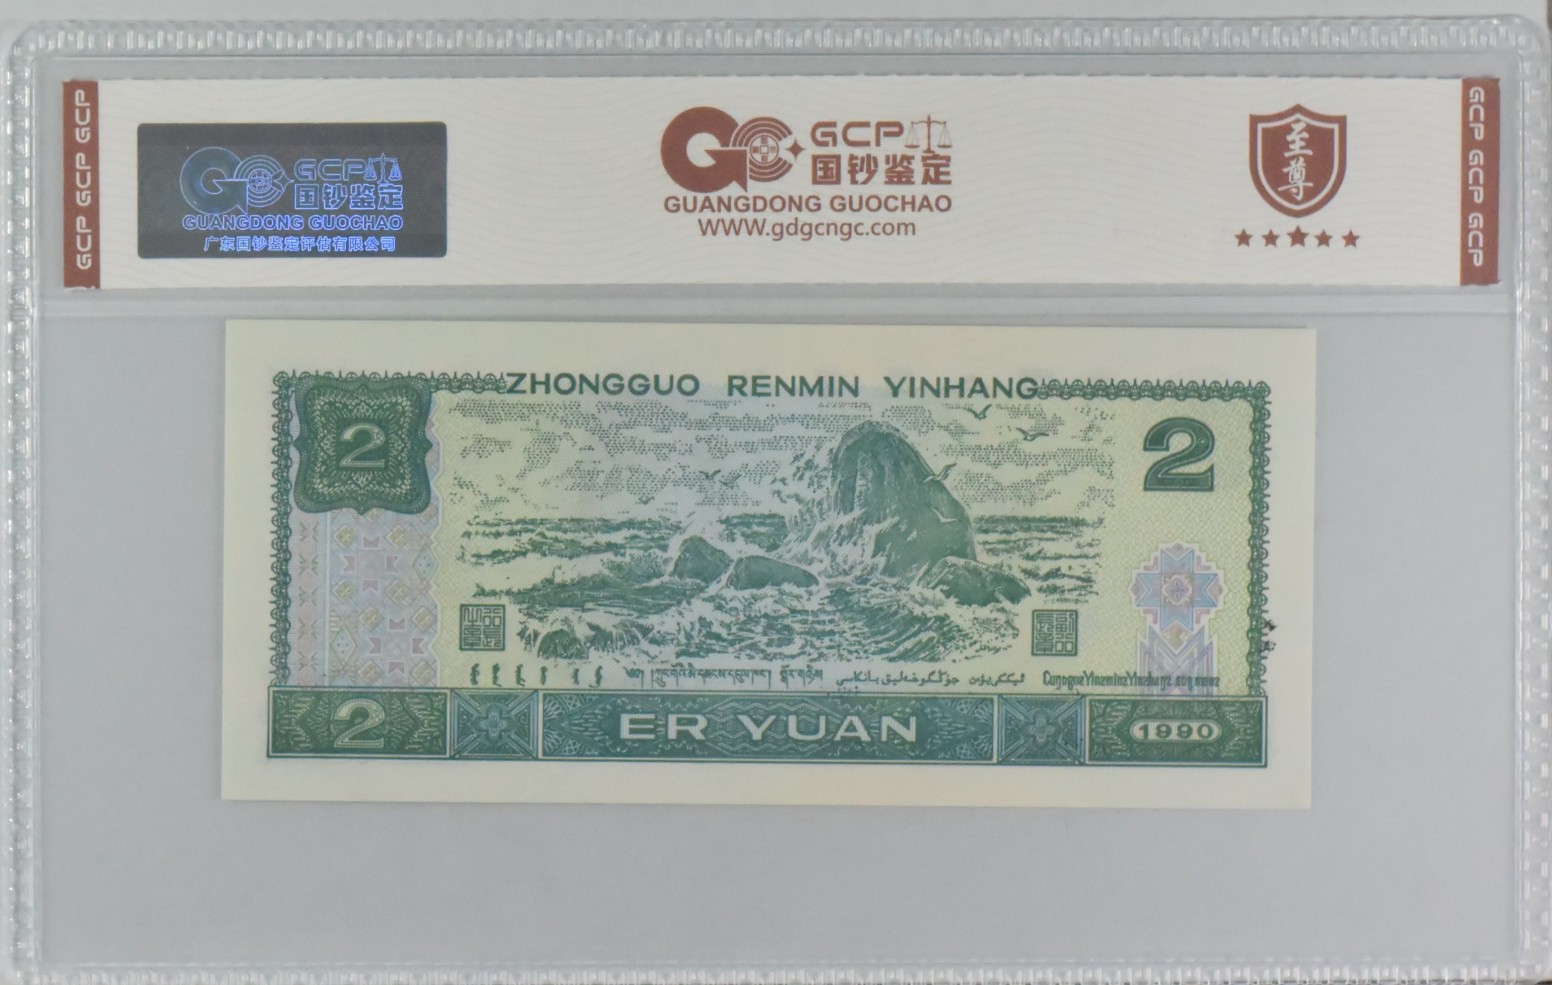 GCP GCP GCP
GCP
国钞鉴定
GUANGDONG GUOCHAO
广东国钞鉴定评估有限公司
GCP
国钞鉴定
GUANGDONG GUOCHAO
www.gdgcngc.com
至尊
GCP GCP GCP
ZHONGGUO RENMIN YINHANG
2
2
2
ER YUAN
1990